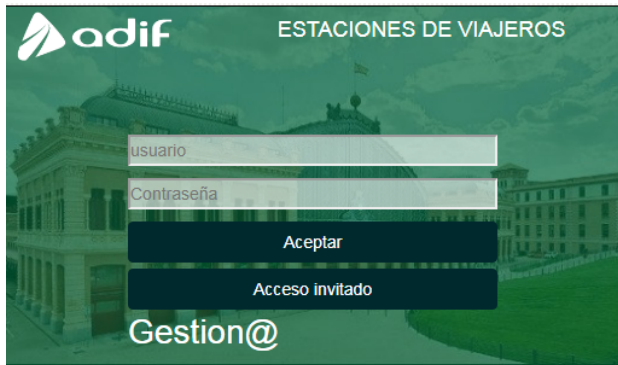 adif
ESTACIONES DE VIAJEROS
usuario
Contraseña
Aceptar
Acceso invitado
Gestion@